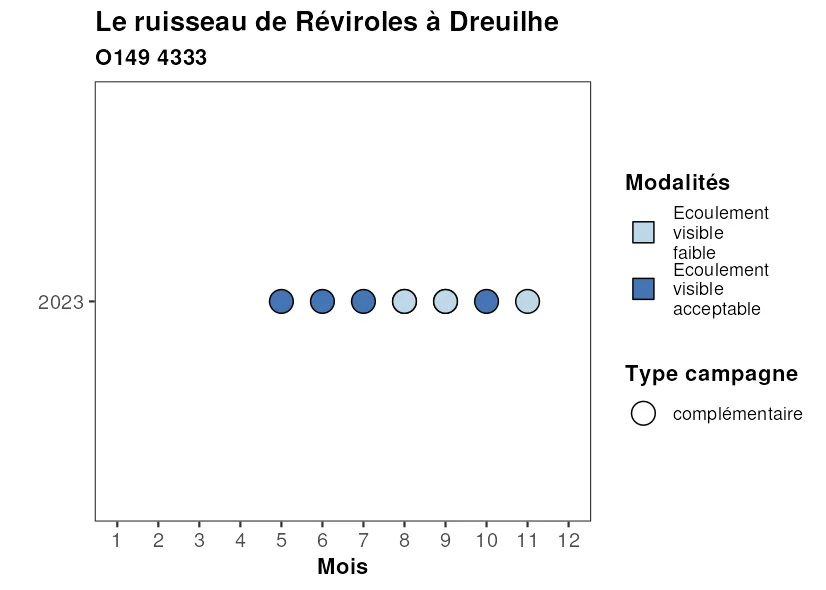 Le ruisseau de Réviroles à Dreuilhe
O149 4333
2023
1 2 3 4 5 6 7 8 9 10 11 12
Mois
Modalités
Ecoulement
visible
faible
Ecoulement
visible
acceptable
Type campagne
complémentaire